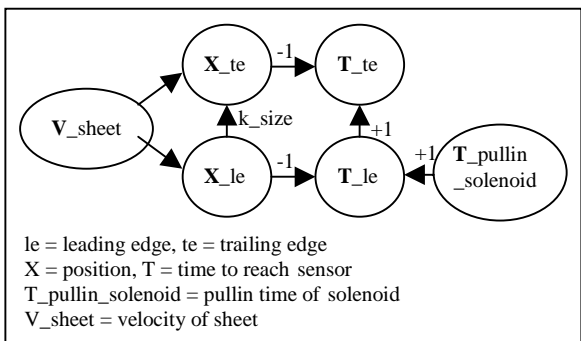 X_te
-1
T_te
V_sheet
k_size
+1
X_le
-1
T_le
+1
T_pullin
_solenoid
le = leading edge, te = trailing edge
X = position, T = time to reach sensor
T_pullin_solenoid = pullin time of solenoid
V_sheet = velocity of sheet